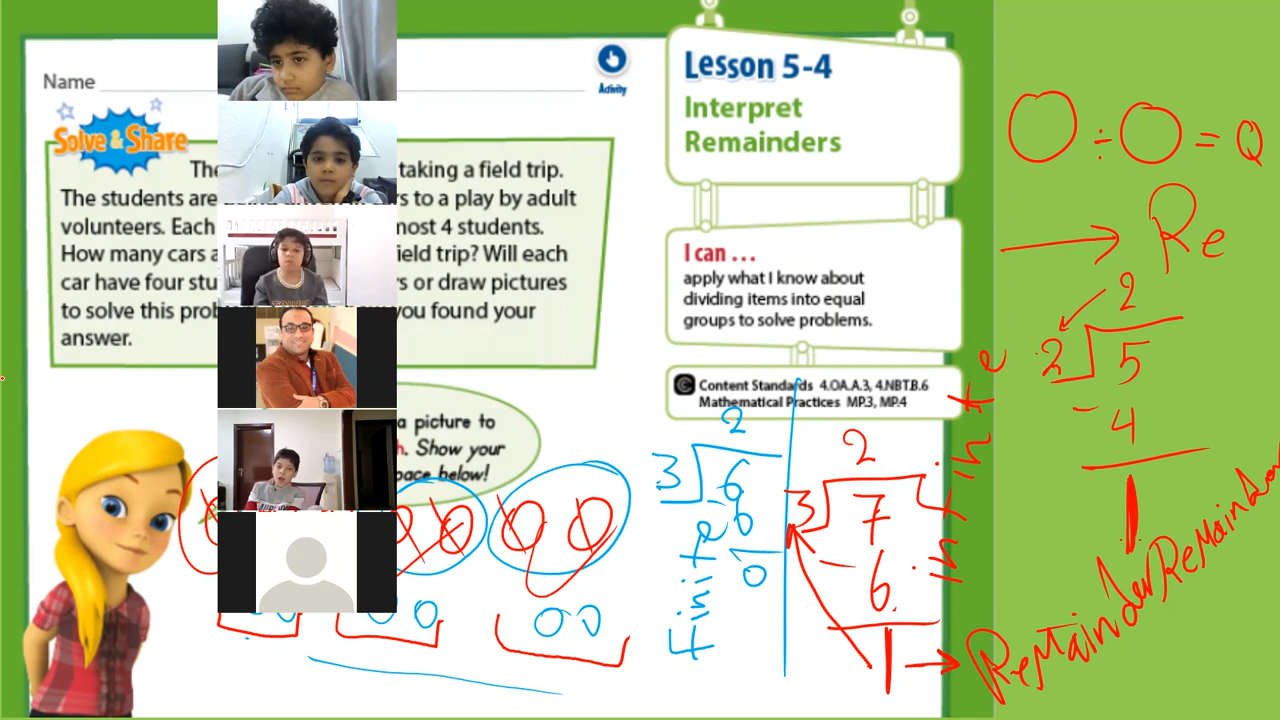 Name
Activity
Solve & Share
The taking a field trip.
The students are to a play by adult
volunteers. Each most 4 students.
How many cars field trip? Will each
car have four stu or draw pictures
to solve this prob you found your
answer.
a picture to
Show your
space below!
Lesson 5-4
Interpret
Remainders
I can ...
apply what I know about
dividing items into equal
groups to solve problems.
Content Standards 4.OA.A.3, 4.NBT.B.6
Mathematical Practices MP.3, MP.4
÷ = Q
Re
2
2 5
- 4
1
2
3 6
- 6
0
2
3 7
- 6
1
Remainder Remainder